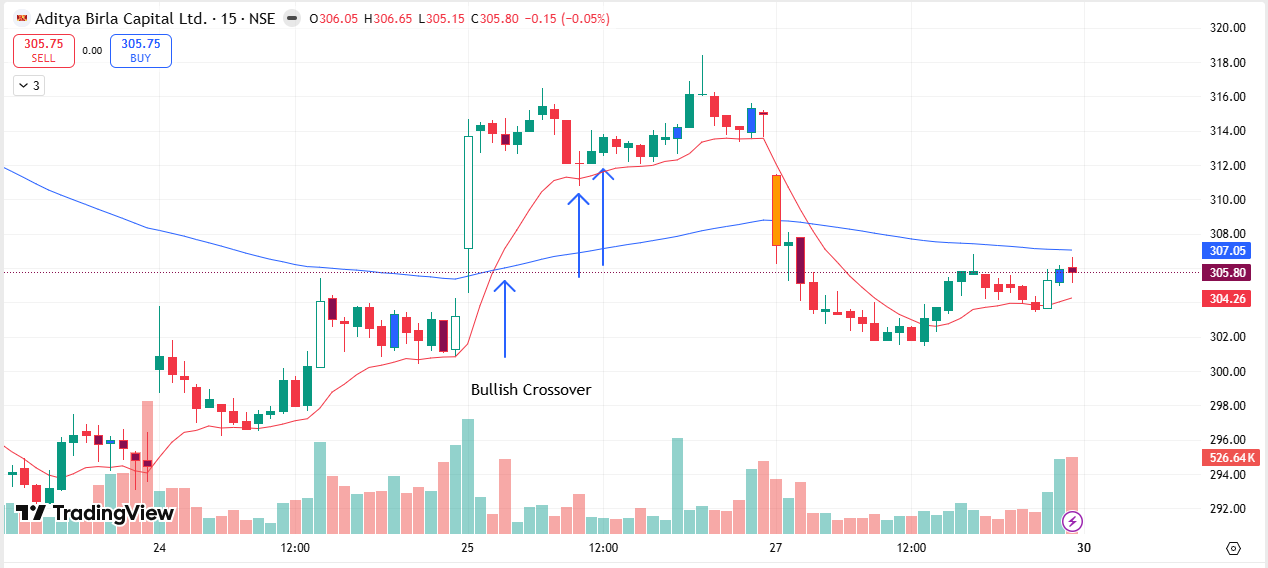 Aditya Birla Capital Ltd. · 15 · NSE O306.05 H306.65 L305.15 C305.80 −0.15 (−0.05%)
305.75 0.00 305.75
SELL BUY
3
320.00
318.00
316.00
314.00
312.00
310.00
308.00
307.05
305.80
304.26
302.00
300.00
298.00
296.00
526.64 K
294.00
292.00
Bullish Crossover
TradingView
24 12:00 25 12:00 27 12:00 30